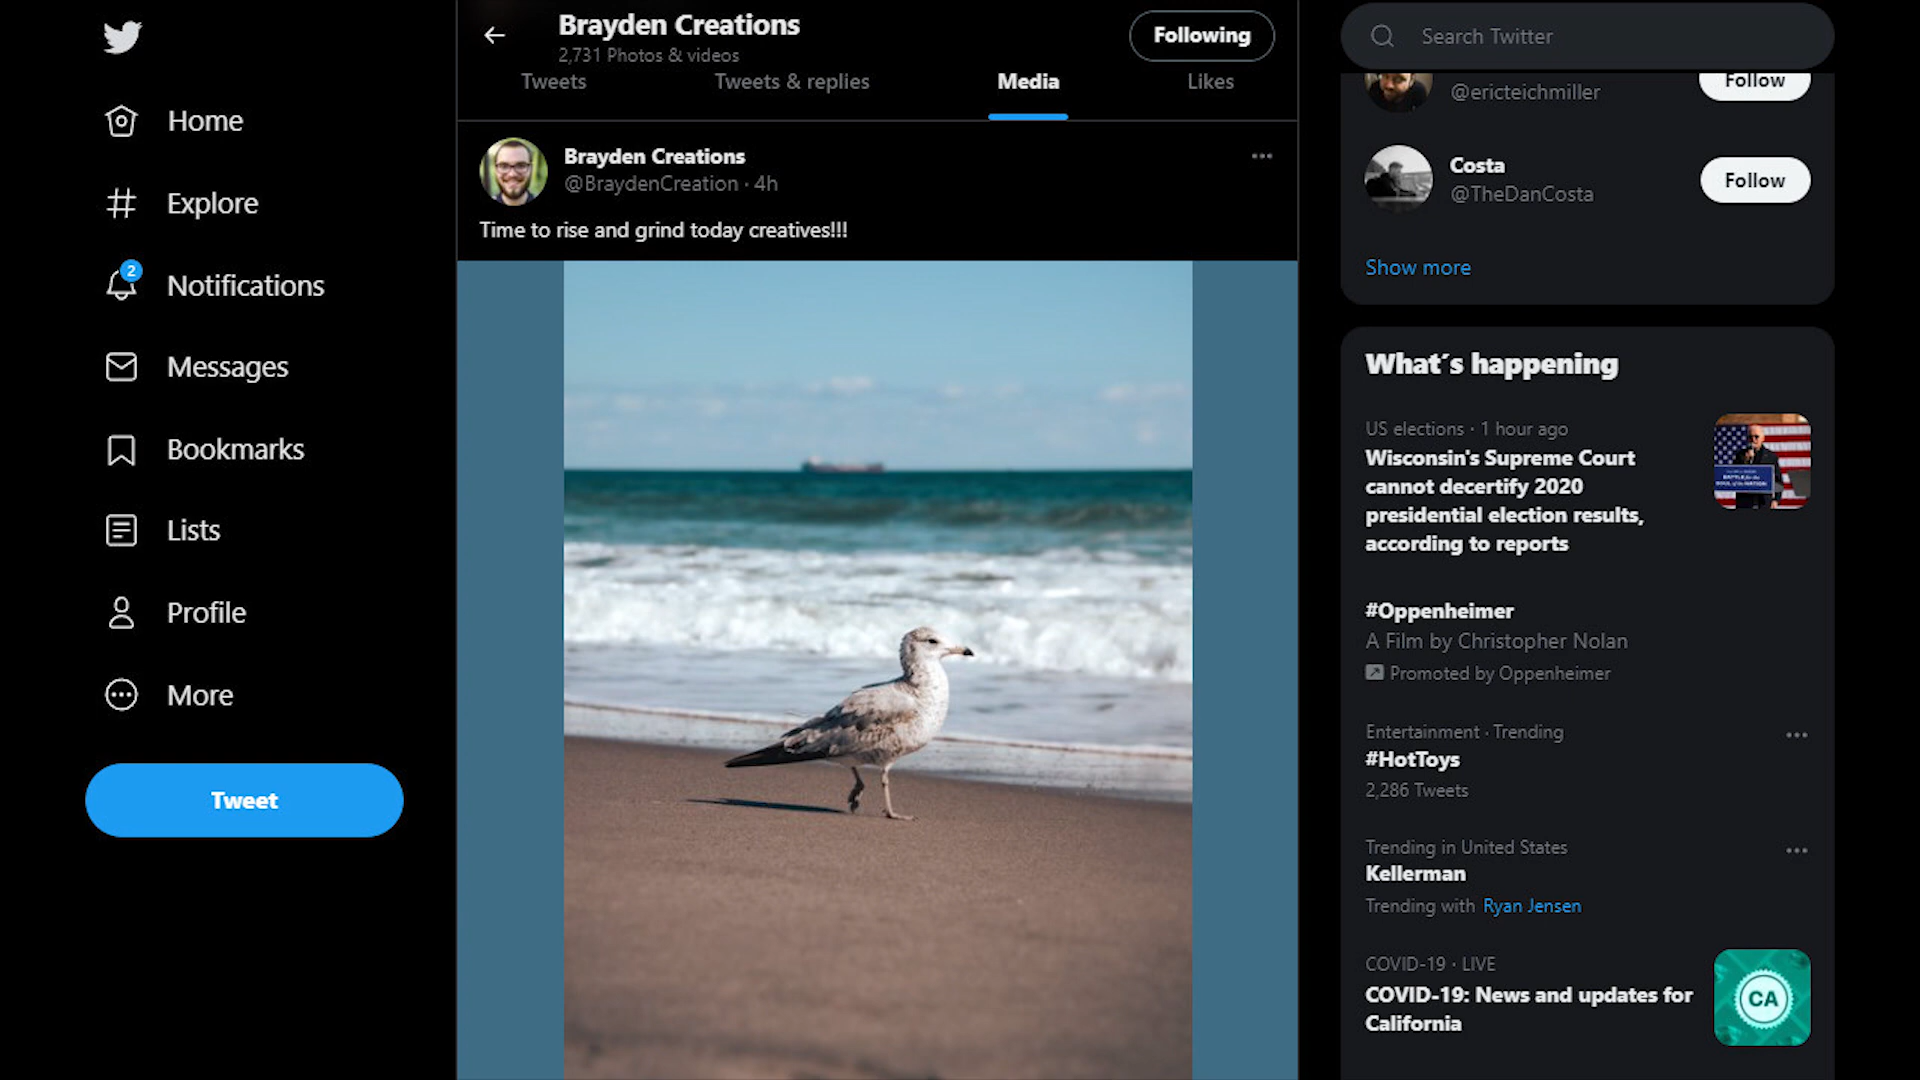 Home
Explore
2
Notifications
Messages
Bookmarks
Lists
Profile
More
Tweet
Brayden Creations
2,731 Photos & videos
Following
Tweets
Tweets & replies
Media
Likes
Brayden Creations
@BraydenCreation · 4h
Time to rise and grind today creatives!!!
Search Twitter
@ericteichmiller
Follow
Costa
@TheDanCosta
Follow
Show more
What´s happening
US elections · 1 hour ago
Wisconsin's Supreme Court
cannot decertify 2020
presidential election results,
according to reports
#Oppenheimer
A Film by Christopher Nolan
Promoted by Oppenheimer
Entertainment · Trending
#HotToys
2,286 Tweets
Trending in United States
Kellerman
Trending with Ryan Jensen
COVID-19 · LIVE
COVID-19: News and updates for
California
CA